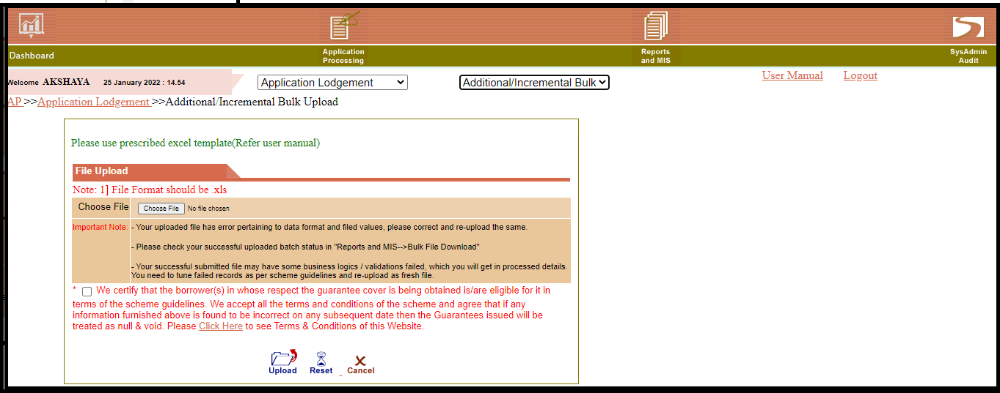 Dashboard
Application
Processing
Reports
and MIS
SysAdmin
Audit
Welcome AKSHAYA 25 January 2022 : 14.54
Application Lodgement
Additional/Incremental Bulk
User Manual Logout
AP >>Application Lodgement >>Additional/Incremental Bulk Upload
Please use prescribed excel template(Refer user manual)
File Upload
Note: 1] File Format should be .xls
Choose File Choose File No file chosen
Important Note: - Your uploaded file has error pertaining to data format and filed values, please correct and re-upload the same.
- Please check your successful uploaded batch status in "Reports and MIS-->Bulk File Download"
- Your successful submitted file may have some business logics / validations failed, which you will get in processed details.
You need to tune failed records as per scheme guidelines and re-upload as fresh file.
* We certify that the borrower(s) in whose respect the guarantee cover is being obtained is/are eligible for it in
terms of the scheme guidelines. We accept all the terms and conditions of the scheme and agree that if any
information furnished above is found to be incorrect on any subsequent date then the Guarantees issued will be
treated as null & void. Please Click Here to see Terms & Conditions of this Website.
Upload Reset Cancel